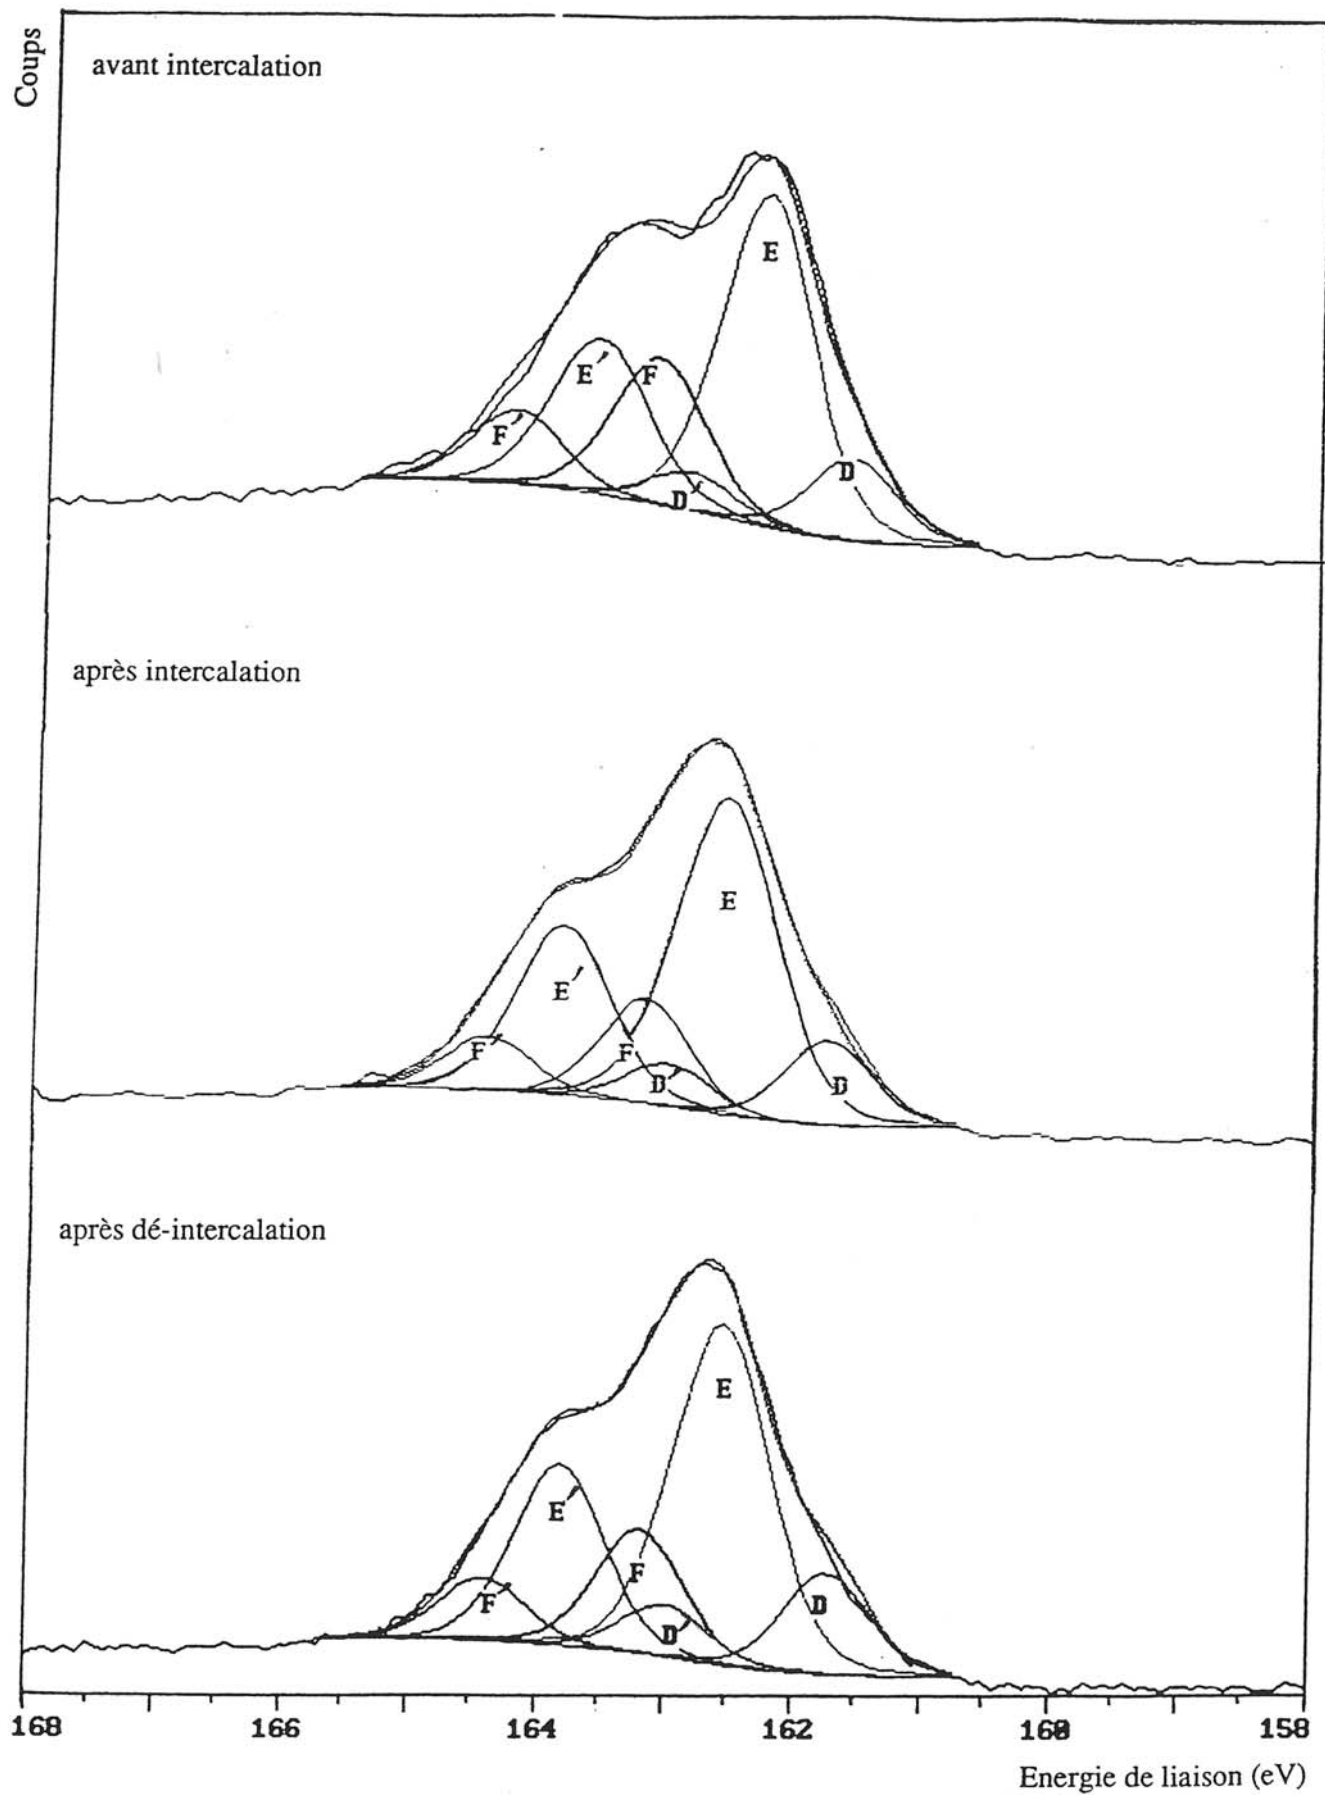 Coups
avant intercalation
E
E'
F
F'
D
D'
après intercalation
E
E'
F'
F
D'
D
après dé-intercalation
E
E'
F
F'
D
D'
168 166 164 162 160 158
Energie de liaison (eV)